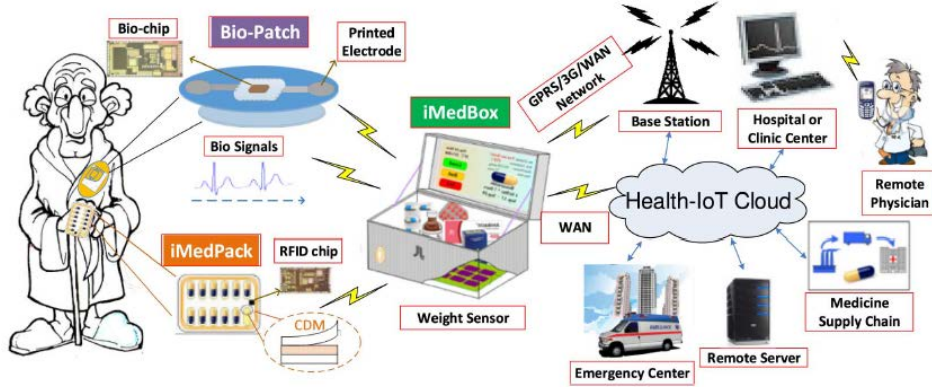 Bio-chip
Bio-Patch
Printed
Electrode
Bio Signals
iMedPack
RFID chip
CDM
iMedBox
Weight Sensor
GPRS/3G/WAN
Network
WAN
Base Station
Hospital or
Clinic Center
Remote
Physician
Health-IoT Cloud
Emergency Center
Remote Server
Medicine
Supply Chain
AMBULANCE